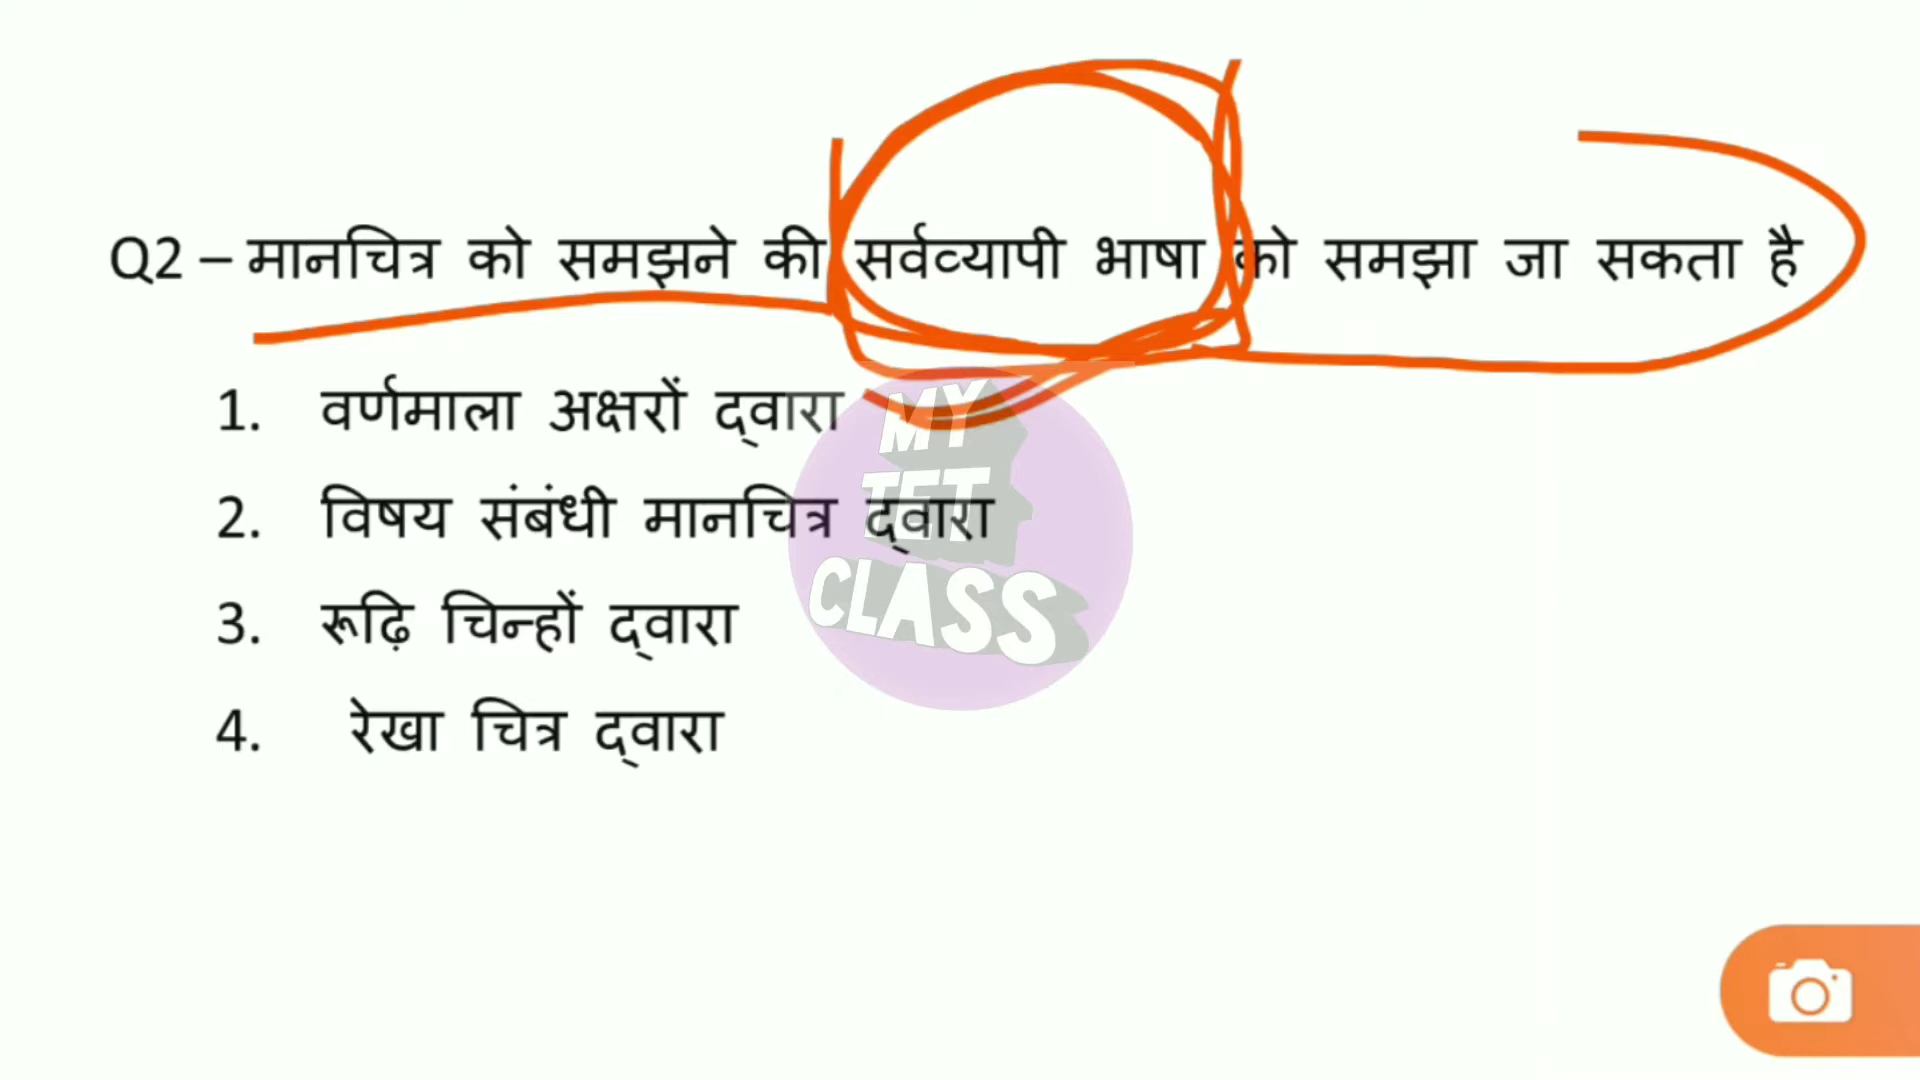 Q2 – मानचित्र को समझने की सर्वव्यापी भाषा को समझा जा सकता है
1. वर्णमाला अक्षरों द्वारा
2. विषय संबंधी मानचित्र द्वारा
3. रूढ़ि चिन्हों द्वारा
4. रेखा चित्र द्वारा
MY
TET
CLASS